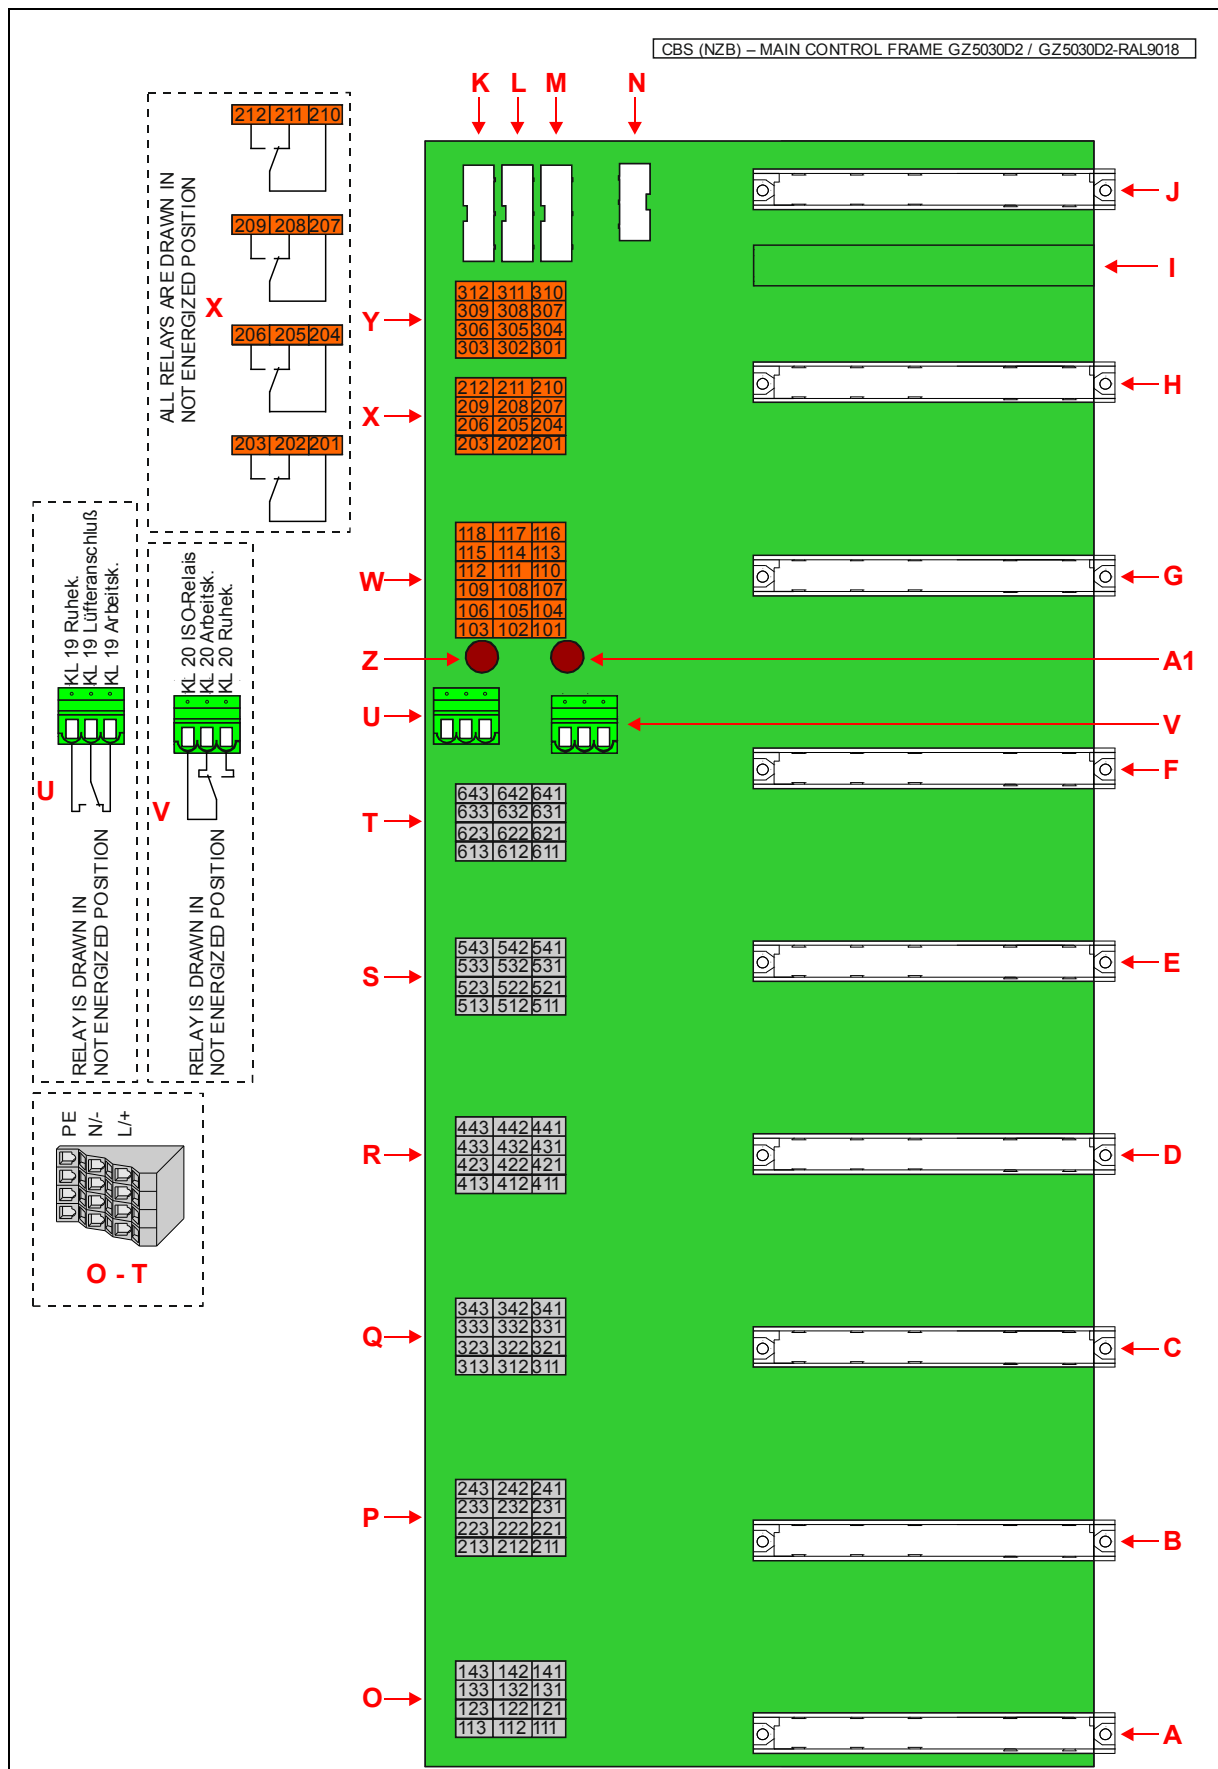 CBS (NZB) – MAIN CONTROL FRAME GZ5030D2 / GZ5030D2-RAL9018
K L M N
212 211 210
209 208 207
206 205 204
203 202 201
ALL RELAYS ARE DRAWN IN
NOT ENERGIZED POSITION
X
KL 19 Ruhek.
KL 19 Lüfteranschluß
KL 19 Arbeitsk.
U
RELAY IS DRAWN IN
NOT ENERGIZED POSITION
KL 20 ISO-Relais
KL 20 Arbeitsk.
KL 20 Ruhek.
V
RELAY IS DRAWN IN
NOT ENERGIZED POSITION
PE
N/-
L/+
O - T
J
I
Y
312 311 310
309 308 307
306 305 304
303 302 301
H
X
212 211 210
209 208 207
206 205 204
203 202 201
W
118 117 116
115 114 113
112 111 110
109 108 107
106 105 104
103 102 101
G
Z
A1
U
V
F
T
643 642 641
633 632 631
623 622 621
613 612 611
S
543 542 541
533 532 531
523 522 521
513 512 511
E
R
443 442 441
433 432 431
423 422 421
413 412 411
D
Q
343 342 341
333 332 331
323 322 321
313 312 311
C
P
243 242 241
233 232 231
223 222 221
213 212 211
B
O
143 142 141
133 132 131
123 122 121
113 112 111
A